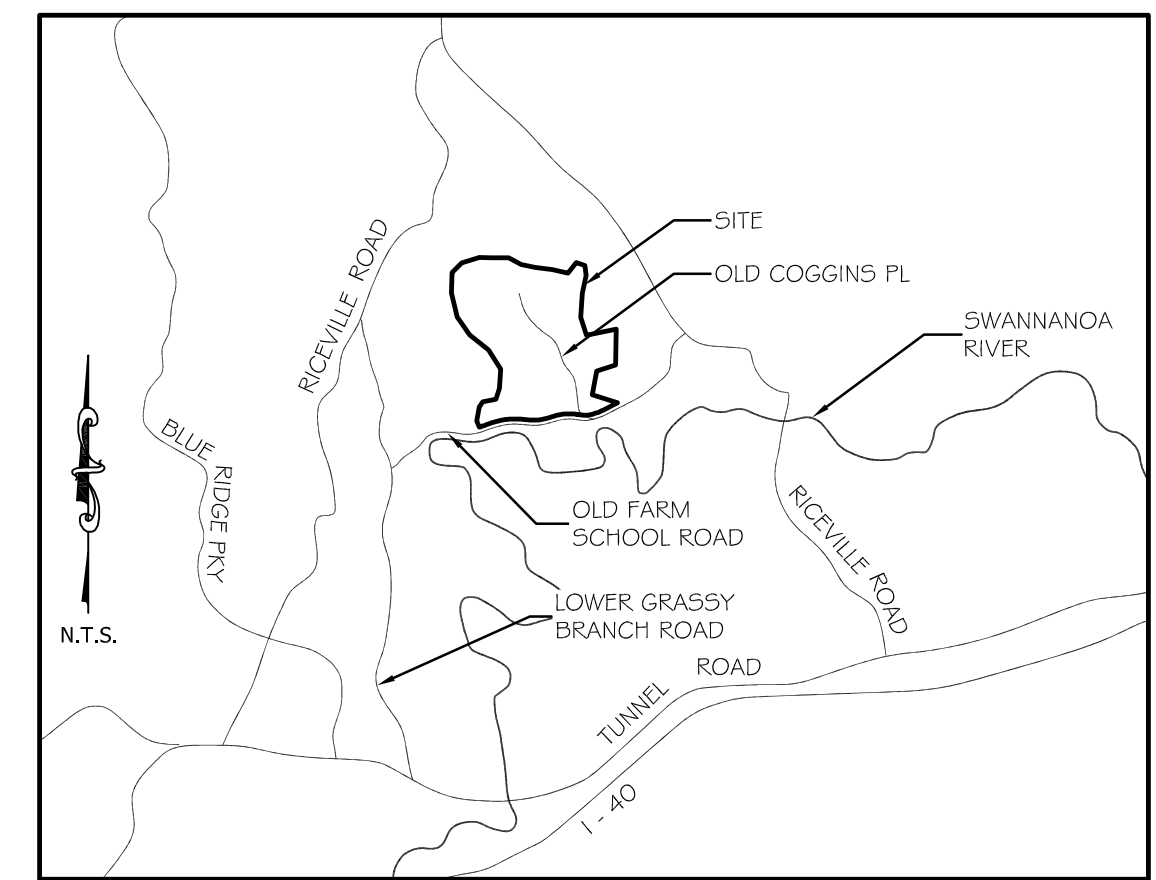 SITE
OLD COGGINS PL
SWANNANOA
RIVER
RICEVILLE ROAD
BLUE RIDGE PKY
N.T.S.
OLD FARM
SCHOOL ROAD
RICEVILLE ROAD
LOWER GRASSY
BRANCH ROAD
TUNNEL ROAD
I - 40